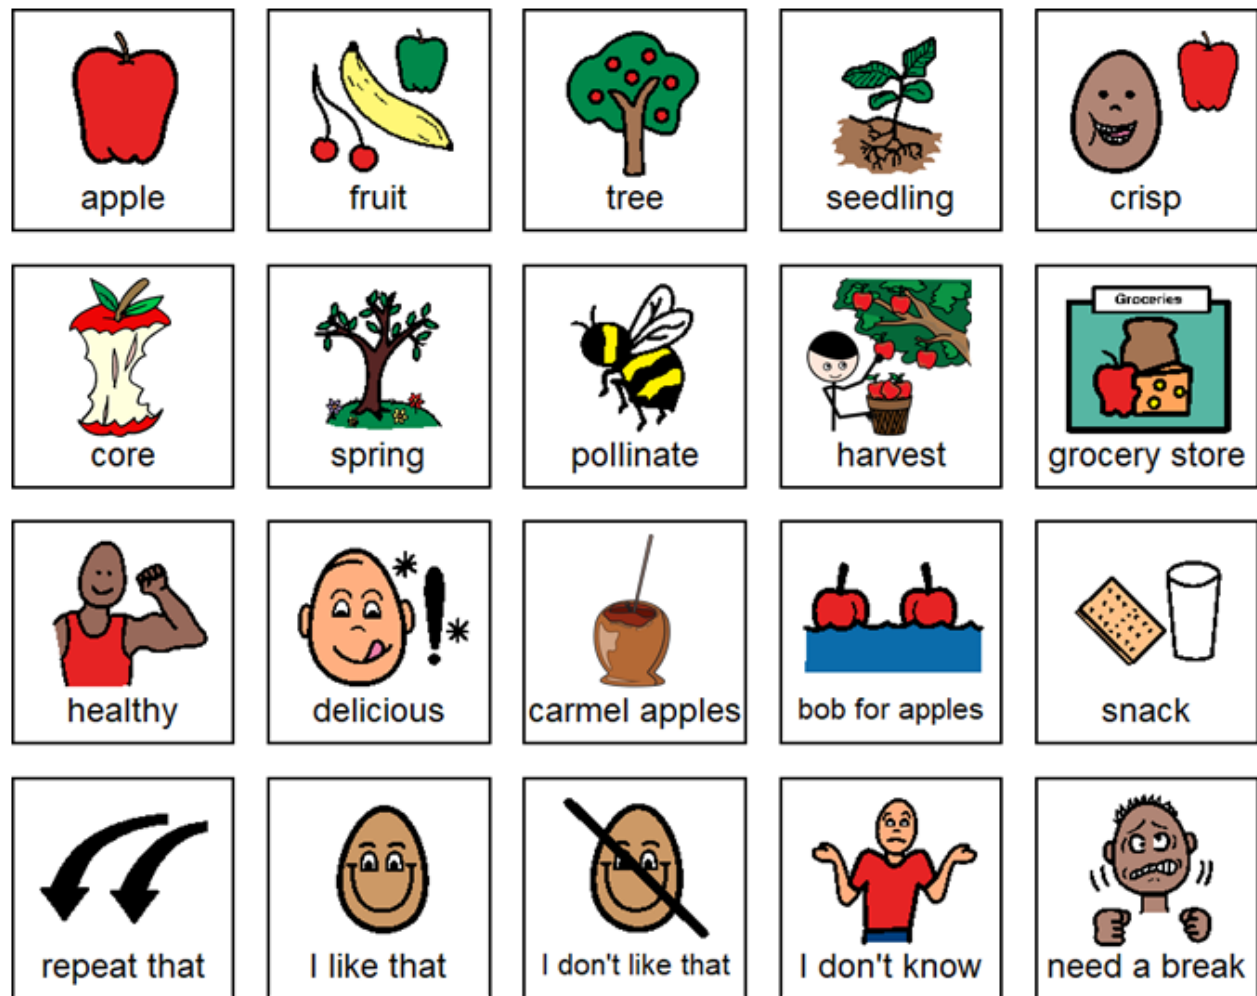 apple
fruit
tree
seedling
crisp
core
spring
pollinate
harvest
Groceries
grocery store
healthy
delicious
carmel apples
bob for apples
snack
repeat that
I like that
I don't like that
I don't know
need a break